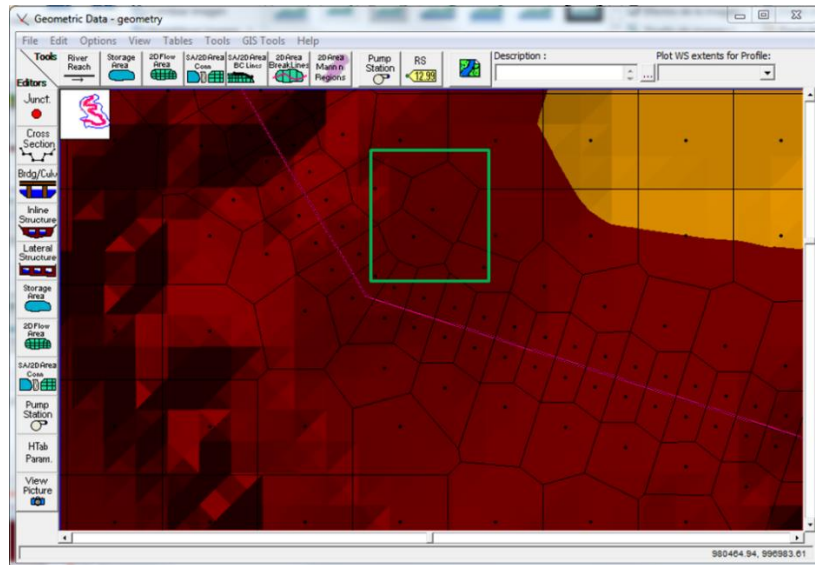 Geometric Data - geometry
File Edit Options View Tables Tools GIS Tools Help
Tools
Editors
River
Reach
Storage
Area
2D Flow
Area
SA/2D Area
Conn
SA/2D Area
BC Lines
2D Area
BreakLines
2D Area
Mann n
Regions
Pump
Station
RS
12.99
Description :
...
Plot WS extents for Profile:
Junct.
Cross
Section
Brdg/Culv
Inline
Structure
Lateral
Structure
Storage
Area
2D Flow
Area
SA/2D Area
Conn
Pump
Station
HTab
Param.
View
Picture
980464.94, 996983.61